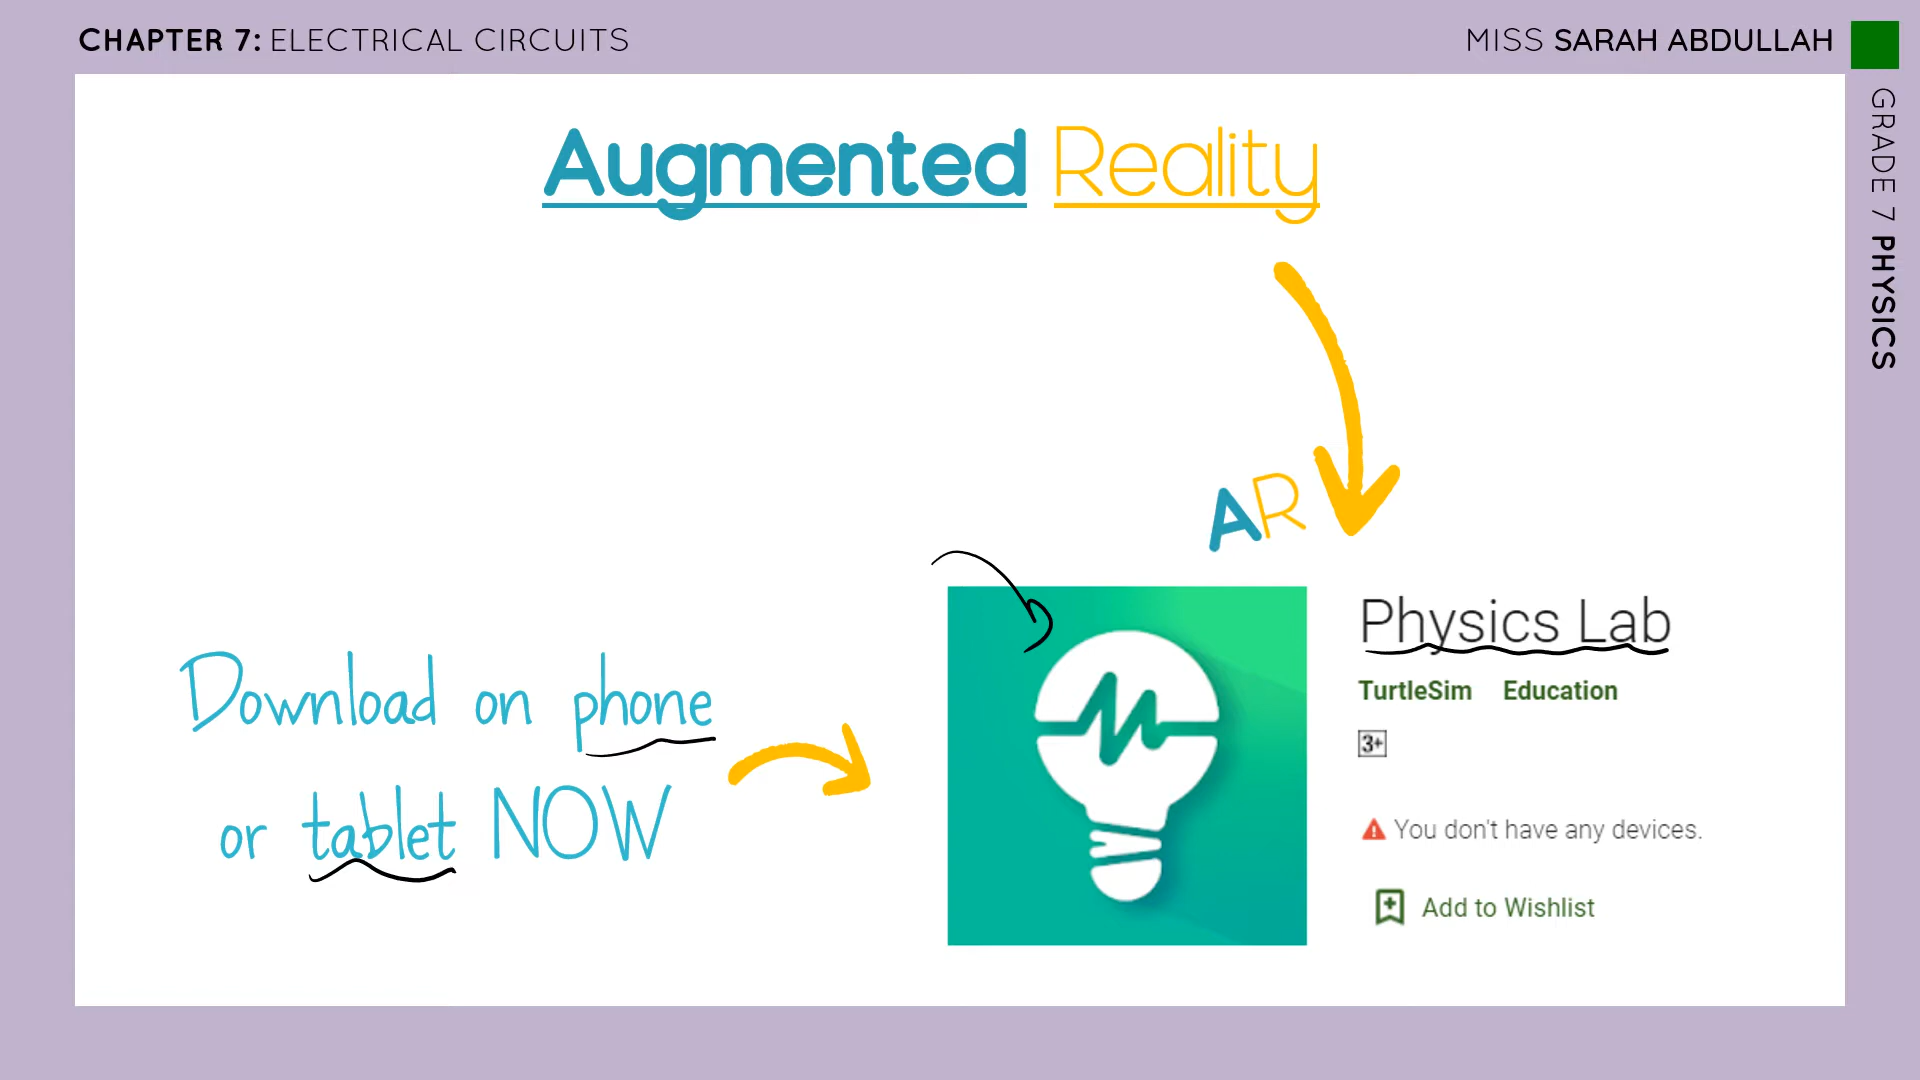 CHAPTER 7: ELECTRICAL CIRCUITS
MISS SARAH ABDULLAH
GRADE 7 PHYSICS
Augmented Reality
AR
Download on phone
or tablet NOW
Physics Lab
TurtleSim Education
3+
You don't have any devices.
Add to Wishlist